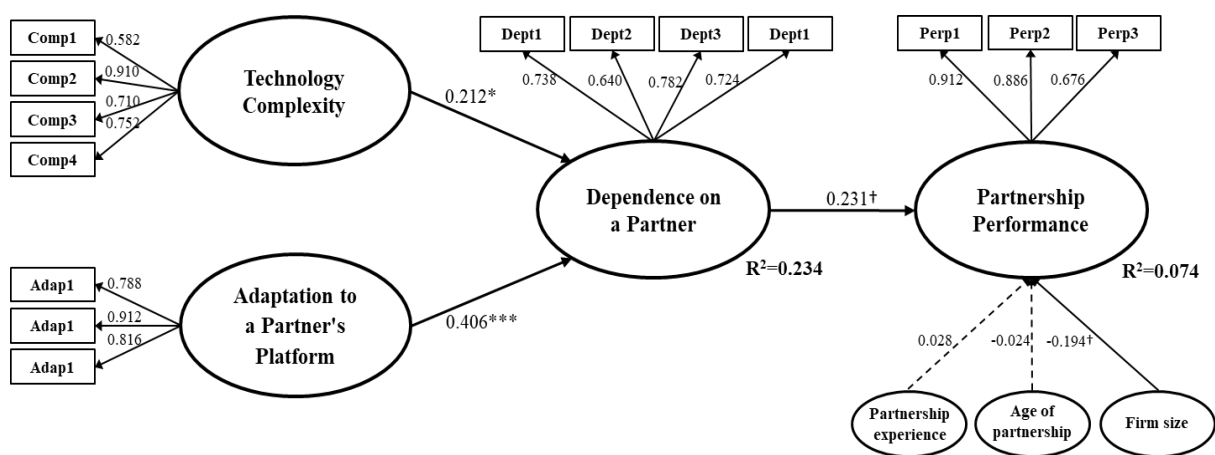 Comp1
Comp2
Comp3
Comp4
0.582
0.910
0.710
0.752
Technology
Complexity
0.212*
Adap1
Adap1
Adap1
0.788
0.912
0.816
Adaptation to
a Partner's
Platform
0.406***
Dept1
Dept2
Dept3
Dept1
0.738
0.640
0.782
0.724
Dependence on
a Partner
R²=0.234
0.231†
Perp1
Perp2
Perp3
0.912
0.886
0.676
Partnership
Performance
R²=0.074
0.028
-0.024
-0.194†
Partnership
experience
Age of
partnership
Firm size